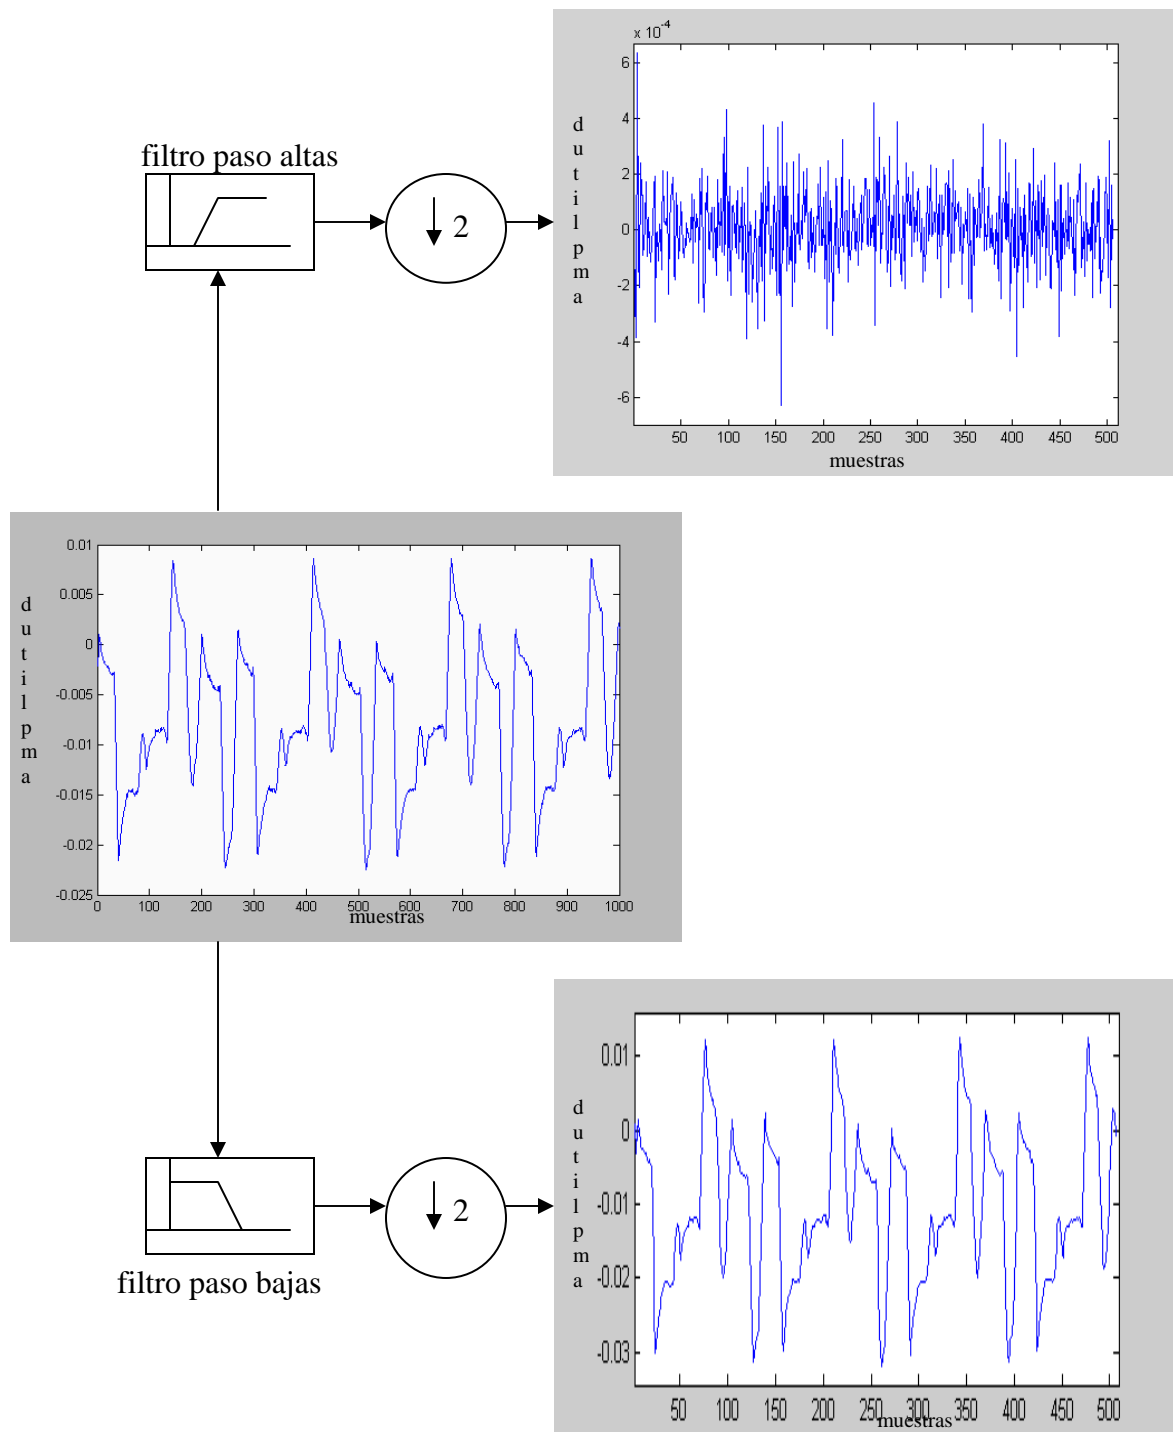 x 10-4
6
4
2
0
-2
-4
-6
d
u
t
i
l
p
m
a
50 100 150 200 250 300 350 400 450 500
muestras
filtro paso altas
2
0.01
0.005
0
-0.005
-0.01
-0.015
-0.02
-0.025
d
u
t
i
l
p
m
a
0 100 200 300 400 500 600 700 800 900 1000
muestras
0.01
0
-0.01
-0.02
-0.03
d
u
t
i
l
p
m
a
50 100 150 200 250 300 350 400 450 500
muestras
2
filtro paso bajas